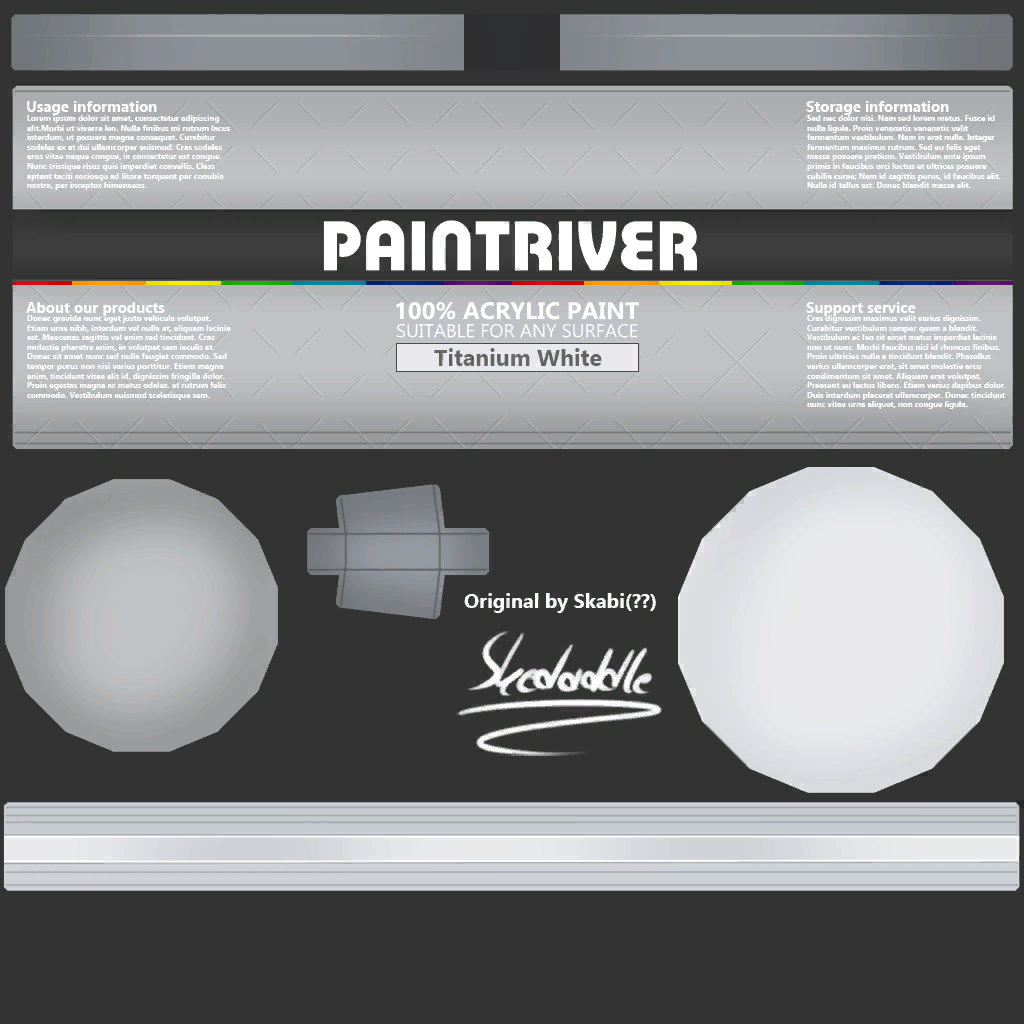 Usage information
Lorem ipsum dolor sit amet, consectetur adipiscing
elit.Morbi ut viverra leo. Nulla finibus mi rutrum lacus
interdum, ut posuere magna consequat. Curabitur
sodales ex at dui ullamcorper euismod. Cras sodales
eros vitae neque congue, in consectetur est congue.
Nunc tristique risus quis imperdiet convallis. Class
aptent taciti sociosqu ad litora torquent per conubia
nostra, per inceptos himenaeos.
Storage information
Sed nec dolor nisi. Nam sed lorem metus. Fusce id
nulla ligula. Proin venenatis venenatis velit
fermentum vestibulum. Nam in erat nulla. Integer
fermentum maximus rutrum. Sed eu felis eget
massa posuere pretium. Vestibulum ante ipsum
primis in faucibus orci luctus et ultrices posuere
cubilia curae; Nam id sagittis purus, id faucibus elit.
Nulla id tellus est. Donec blandit massa elit.
PAINTRIVER
About our products
Donec gravida nunc eget justo vehicula volutpat.
Etiam urna nibh, interdum vel nulla at, aliquam lacinia
est. Maecenas sagittis vel enim sed tincidunt. Cras
molestie pharetra enim, in volutpat sem iaculis at.
Donec sit amet nunc sed nulla feugiat commodo. Sed
tempor purus non nisi varius porttitor. Etiam magna
enim, tincidunt vitae elit id, dignissim fringilla dolor.
Proin egestas magna ac metus odales, et rutrum felis
commodo. Vestibulum euismod scelerisque sem.
100% ACRYLIC PAINT
SUITABLE FOR ANY SURFACE
Titanium White
Support service
Cras dignissim maximus velit varius dignissim.
Curabitur vestibulum semper quam a blandit.
Vestibulum ac leo sit amet metus imperdiet lacinia
non ut nunc. Morbi faucibus nisi id rhoncus finibus.
Proin ultricies nulla a tincidunt blandit. Phasellus
varius ullamcorper erat, sit amet molestie arcu
condimentum sit amet. Aliquam erat volutpat.
Praesent eu lectus libero. Etiam varius dapibus dolor.
Duis interdum placerat ullamcorper. Donec tincidunt
nunc vitae urna aliquet, non congue ligula.
Original by Skabi(??)
Skedaddle